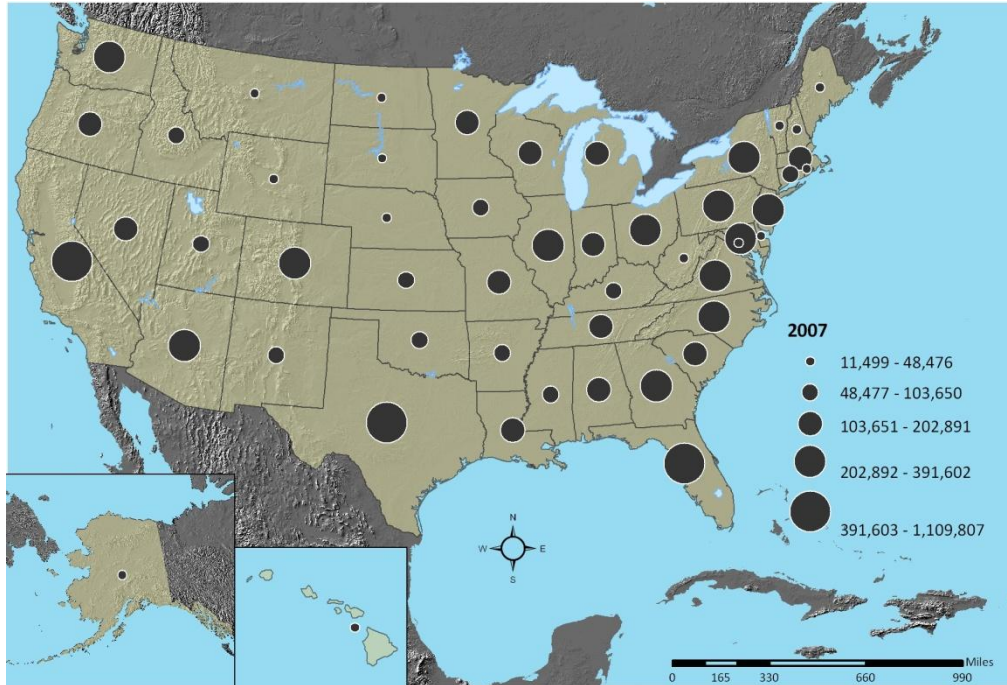 2007
11,499 - 48,476
48,477 - 103,650
103,651 - 202,891
202,892 - 391,602
391,603 - 1,109,807
N
W E
S
Miles
0 165 330 660 990